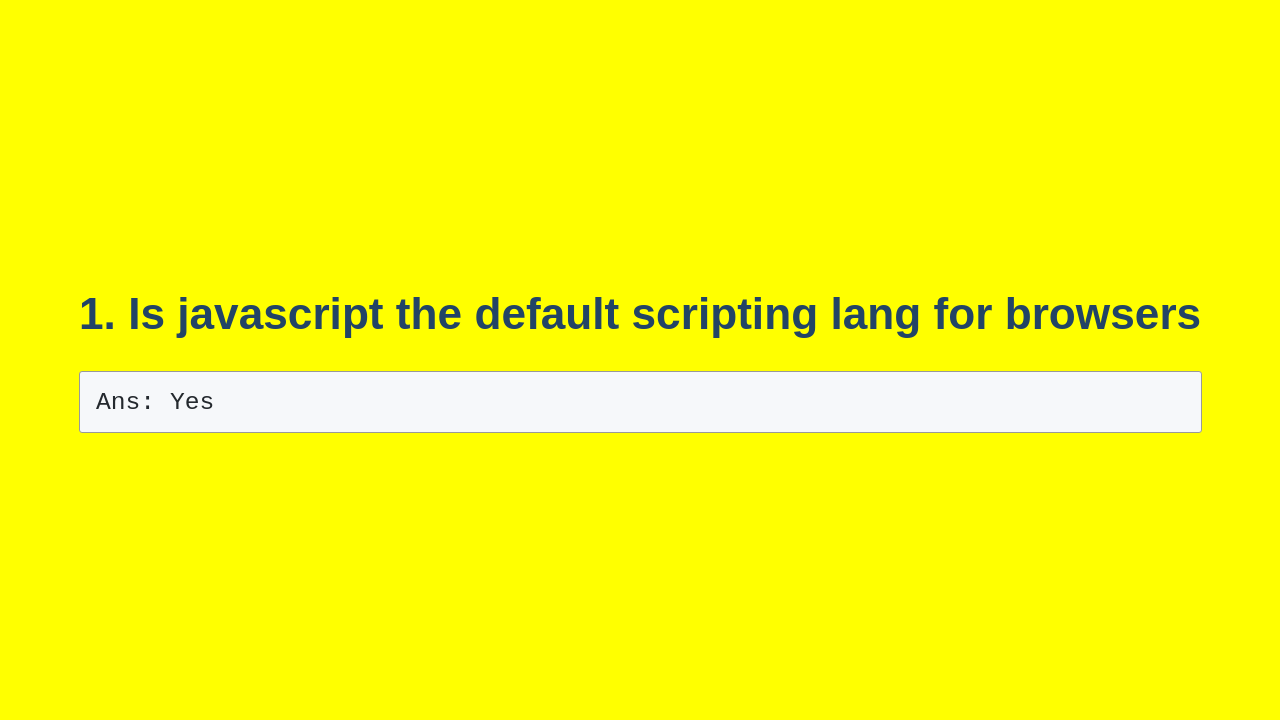 1. Is javascript the default scripting lang for browsers
Ans: Yes